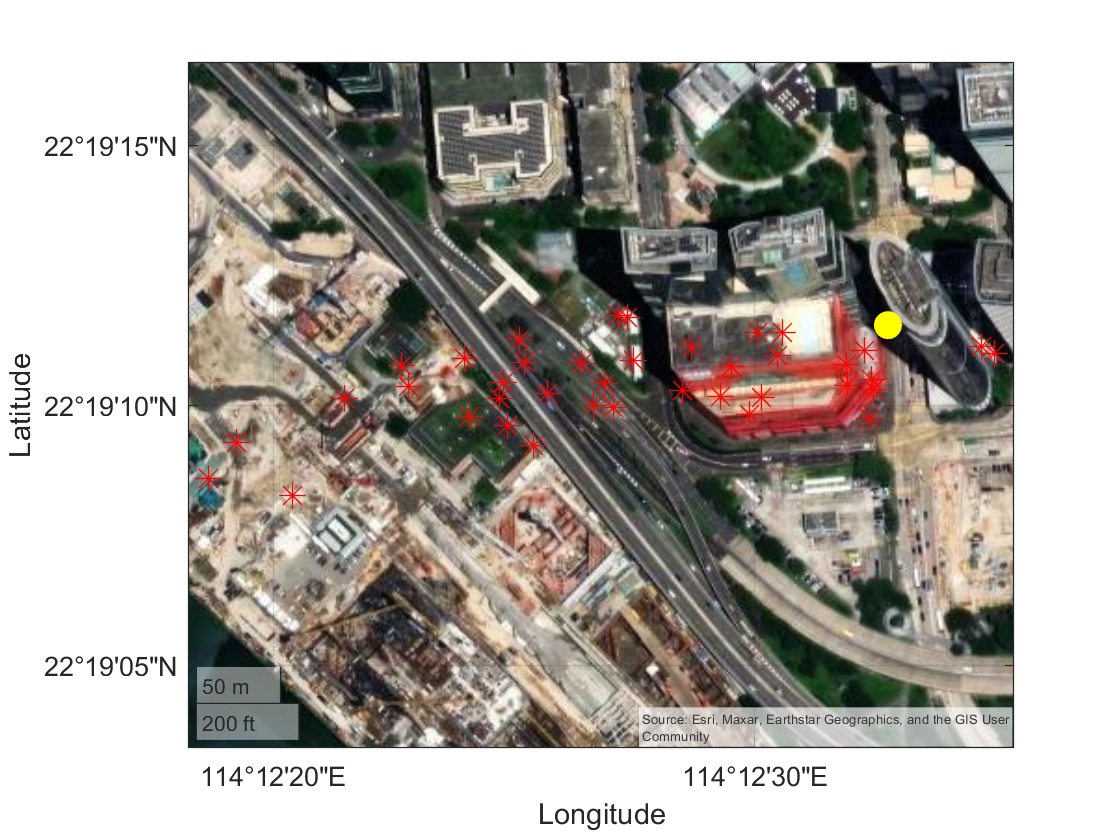 22°19'15"N
22°19'10"N
22°19'05"N
Latitude
50 m
200 ft
Source: Esri, Maxar, Earthstar Geographics, and the GIS User
Community
114°12'20"E
114°12'30"E
Longitude